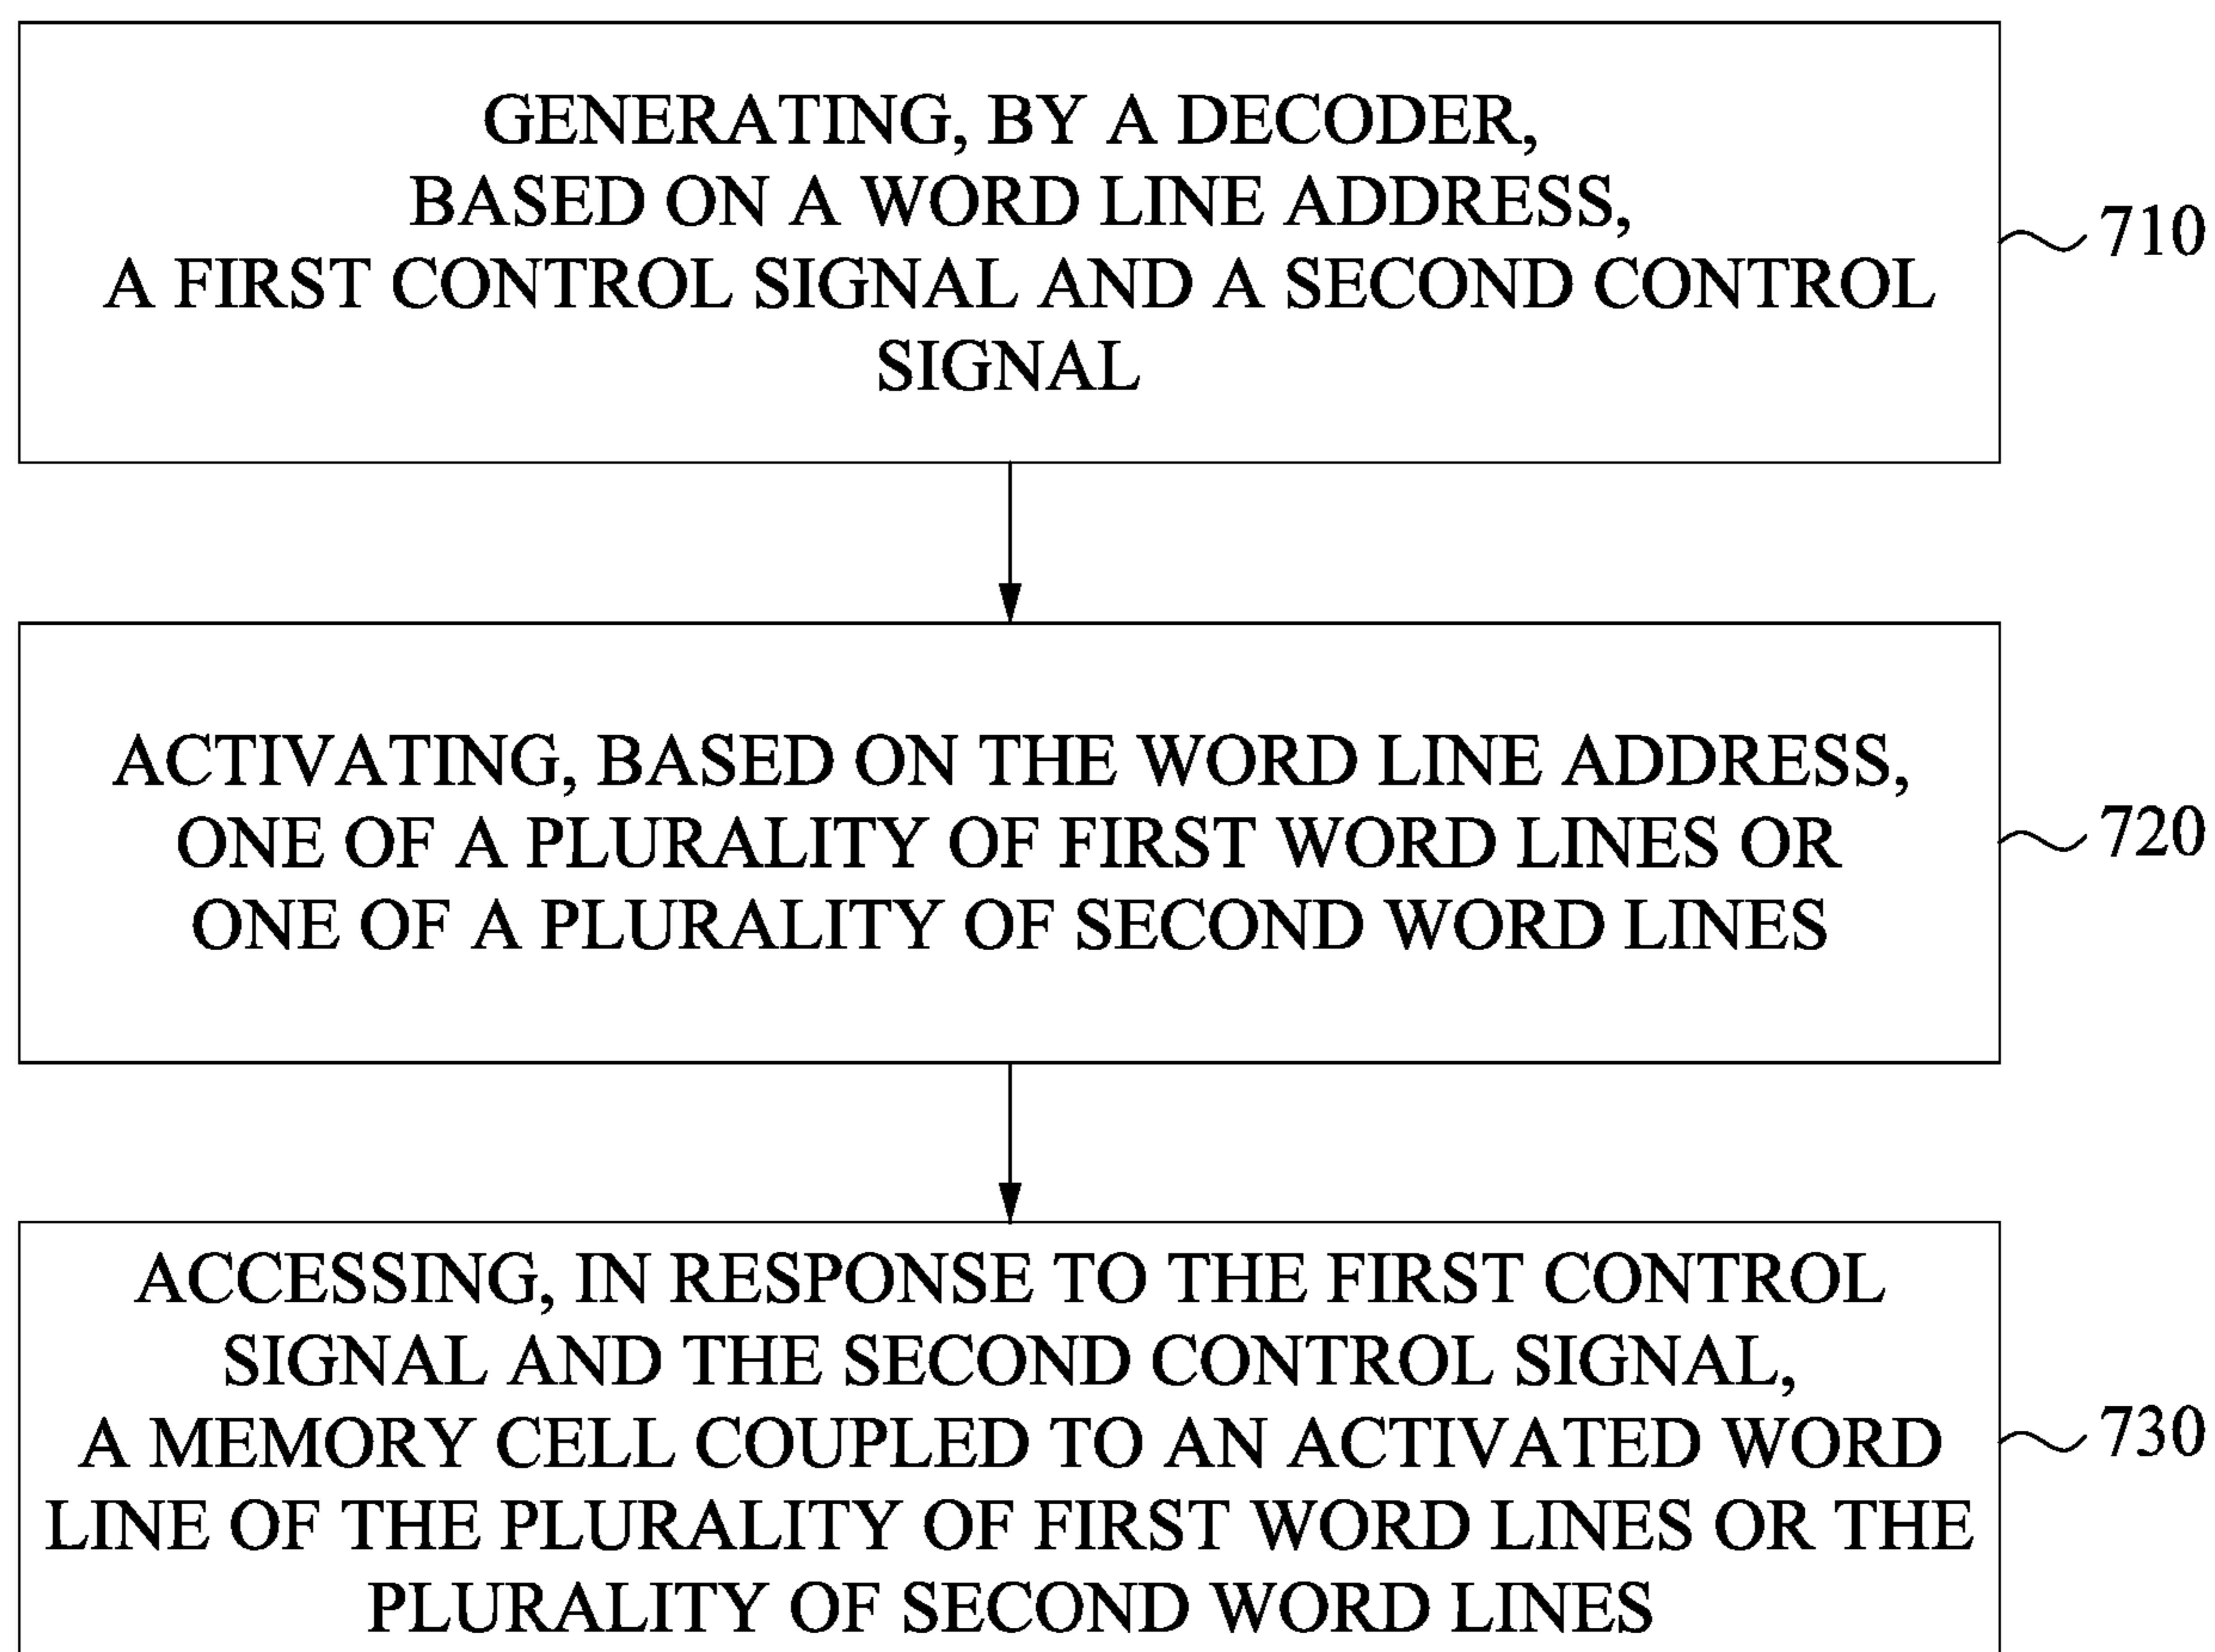 GENERATING, BY A DECODER,
BASED ON A WORD LINE ADDRESS,
A FIRST CONTROL SIGNAL AND A SECOND CONTROL
SIGNAL
710
ACTIVATING, BASED ON THE WORD LINE ADDRESS,
ONE OF A PLURALITY OF FIRST WORD LINES OR
ONE OF A PLURALITY OF SECOND WORD LINES
720
ACCESSING, IN RESPONSE TO THE FIRST CONTROL
SIGNAL AND THE SECOND CONTROL SIGNAL,
A MEMORY CELL COUPLED TO AN ACTIVATED WORD
LINE OF THE PLURALITY OF FIRST WORD LINES OR THE
PLURALITY OF SECOND WORD LINES
730